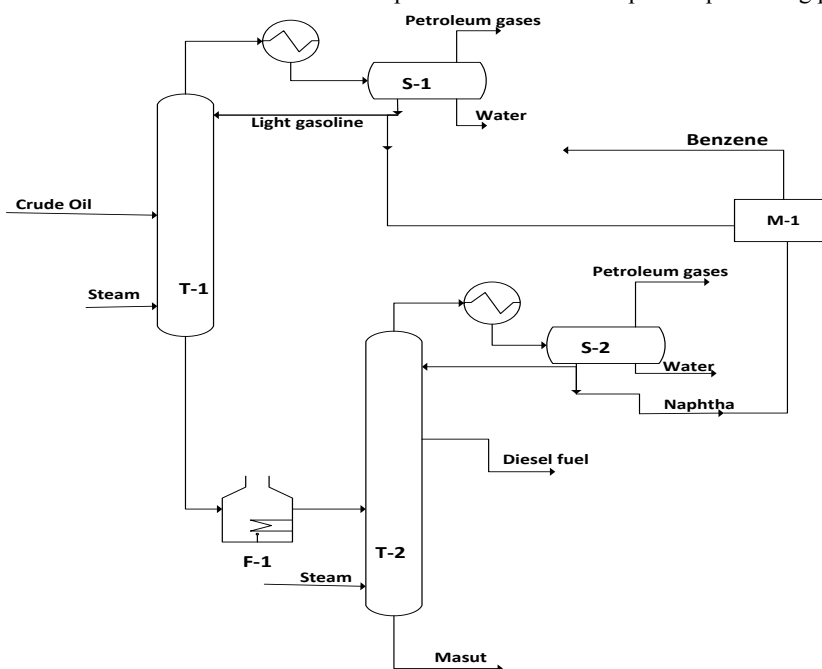 Petroleum gases
S-1
Water
Light gasoline
Benzene
Crude Oil
M-1
Steam
T-1
Petroleum gases
S-2
Water
Naphtha
Diesel fuel
F-1
T-2
Steam
Masut